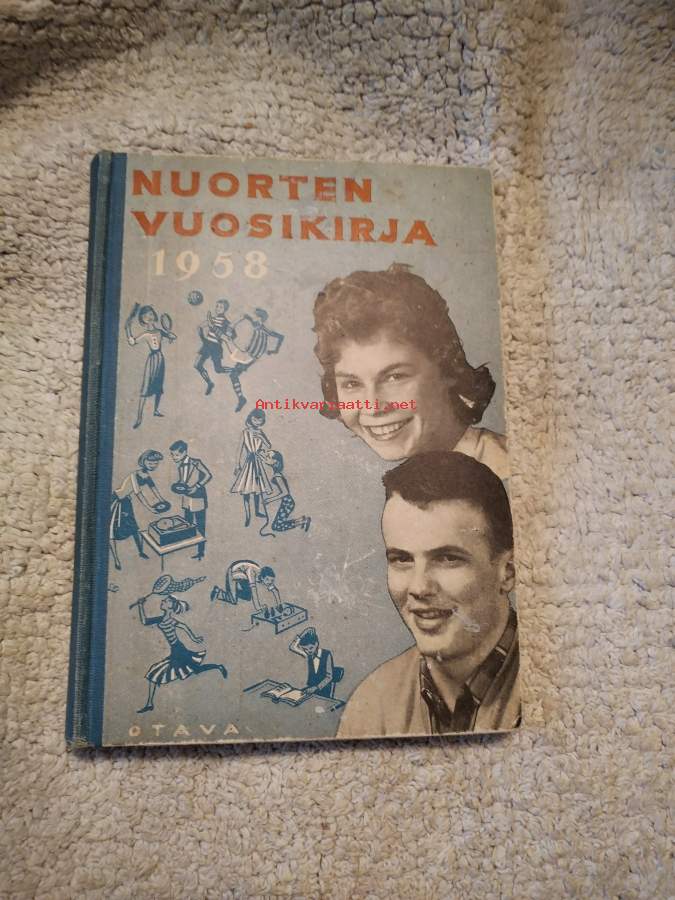 NUORTEN
VUOSIKIRJA
1958
Antikvariaatti.net
OTAVA